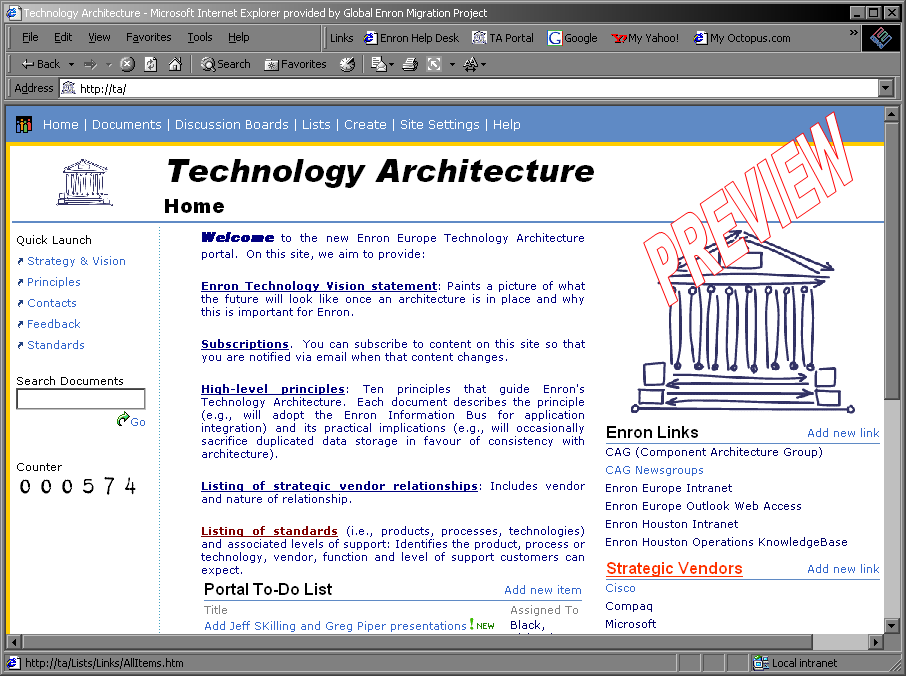 Technology Architecture - Microsoft Internet Explorer provided by Global Enron Migration Project
File Edit View Favorites Tools Help
Links Enron Help Desk TA Portal Google My Yahoo! My Octopus.com
Back Search Favorites
Address http://ta/
Home | Documents | Discussion Boards | Lists | Create | Site Settings | Help
Technology Architecture
Home
PREVIEW
Quick Launch
Strategy & Vision
Principles
Contacts
Feedback
Standards
Search Documents
Go
Counter
000574
Welcome to the new Enron Europe Technology Architecture
portal. On this site, we aim to provide:
Enron Technology Vision statement: Paints a picture of what
the future will look like once an architecture is in place and why
this is important for Enron.
Subscriptions. You can subscribe to content on this site so that
you are notified via email when that content changes.
High-level principles: Ten principles that guide Enron's
Technology Architecture. Each document describes the principle
(e.g., will adopt the Enron Information Bus for application
integration) and its practical implications (e.g., will occasionally
sacrifice duplicated data storage in favour of consistency with
architecture).
Listing of strategic vendor relationships: Includes vendor
and nature of relationship.
Listing of standards (i.e., products, processes, technologies)
and associated levels of support: Identifies the product, process or
technology, vendor, function and level of support customers can
expect.
Portal To-Do List Add new item
Title Assigned To
Add Jeff SKilling and Greg Piper presentations ! NEW Black,
Enron Links Add new link
CAG (Component Architecture Group)
CAG Newsgroups
Enron Europe Intranet
Enron Europe Outlook Web Access
Enron Houston Intranet
Enron Houston Operations KnowledgeBase
Strategic Vendors Add new link
Cisco
Compaq
Microsoft
http://ta/Lists/Links/AllItems.htm
Local intranet